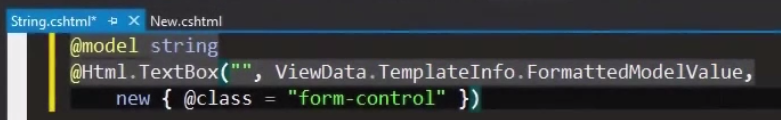 String.cshtml* New.cshtml
@model string
@Html.TextBox("", ViewData.TemplateInfo.FormattedModelValue,
new { @class = "form-control" })